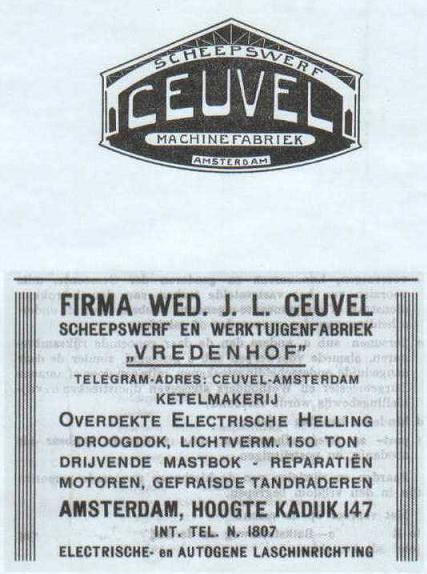 SCHEEPSWERF
CEUVEL
MACHINEFABRIEK
AMSTERDAM
FIRMA WED. J. L. CEUVEL
SCHEEPSWERF EN WERKTUIGENFABRIEK
„VREDENHOF"
TELEGRAM-ADRES: CEUVEL-AMSTERDAM
KETELMAKERIJ
OVERDEKTE ELECTRISCHE HELLING
DROOGDOK, LICHTVERM. 150 TON
DRIJVENDE MASTBOK - REPARATIËN
MOTOREN, GEFRAISDE TANDRADEREN
AMSTERDAM, HOOGTE KADIJK 147
INT. TEL. N. 1807
ELECTRISCHE- en AUTOGENE LASCHINRICHTING